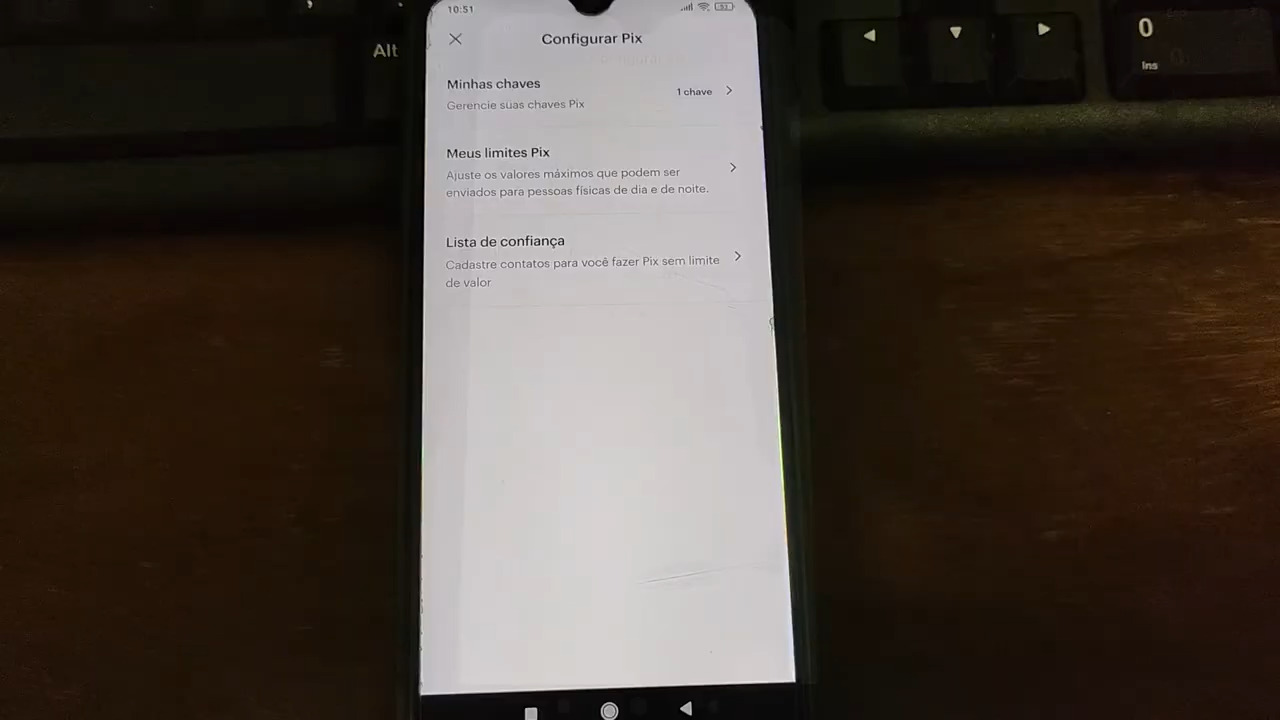 10:51
Configurar Pix
Minhas chaves
Gerencie suas chaves Pix
1 chave
Meus limites Pix
Ajuste os valores máximos que podem ser
enviados para pessoas físicas de dia e de noite.
Lista de confiança
Cadastre contatos para você fazer Pix sem limite
de valor
Alt
0
Ins